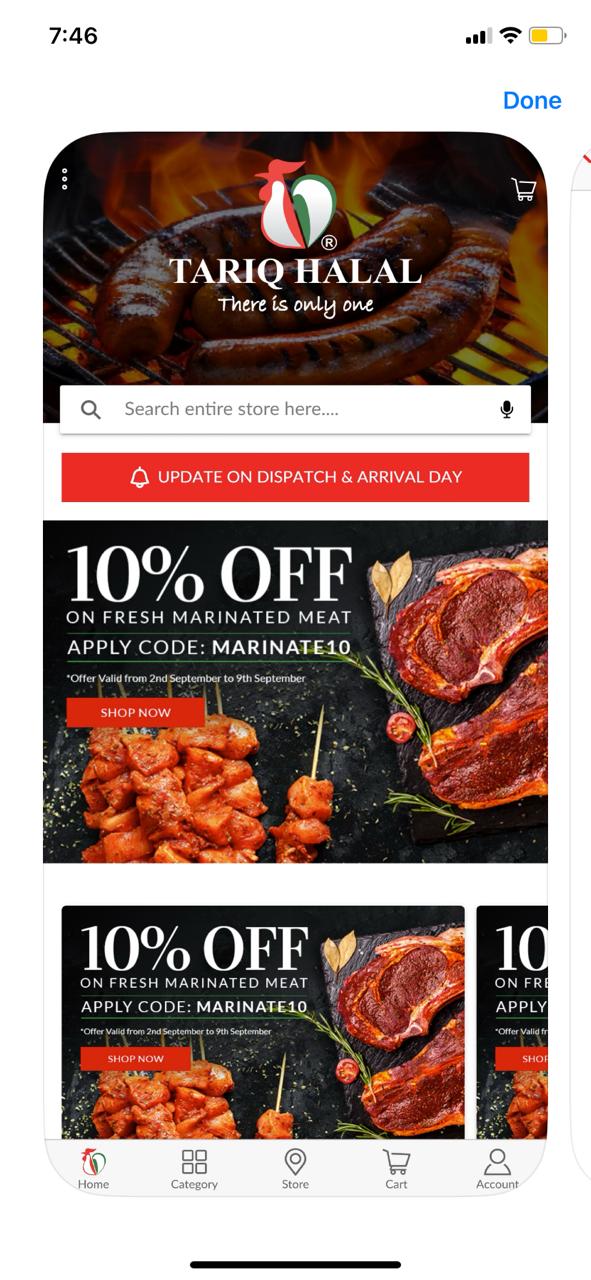 7:46
Done
®
TARIQ HALAL
There is only one
Search entire store here....
UPDATE ON DISPATCH & ARRIVAL DAY
10% OFF
ON FRESH MARINATED MEAT
APPLY CODE: MARINATE10
*Offer Valid from 2nd September to 9th September
SHOP NOW
10% OFF
ON FRESH MARINATED MEAT
APPLY CODE: MARINATE10
*Offer Valid from 2nd September to 9th September
SHOP NOW
10
ON FRE
APPLY
*Offer Valid fr
SHOP
Home
Category
Store
Cart
Account